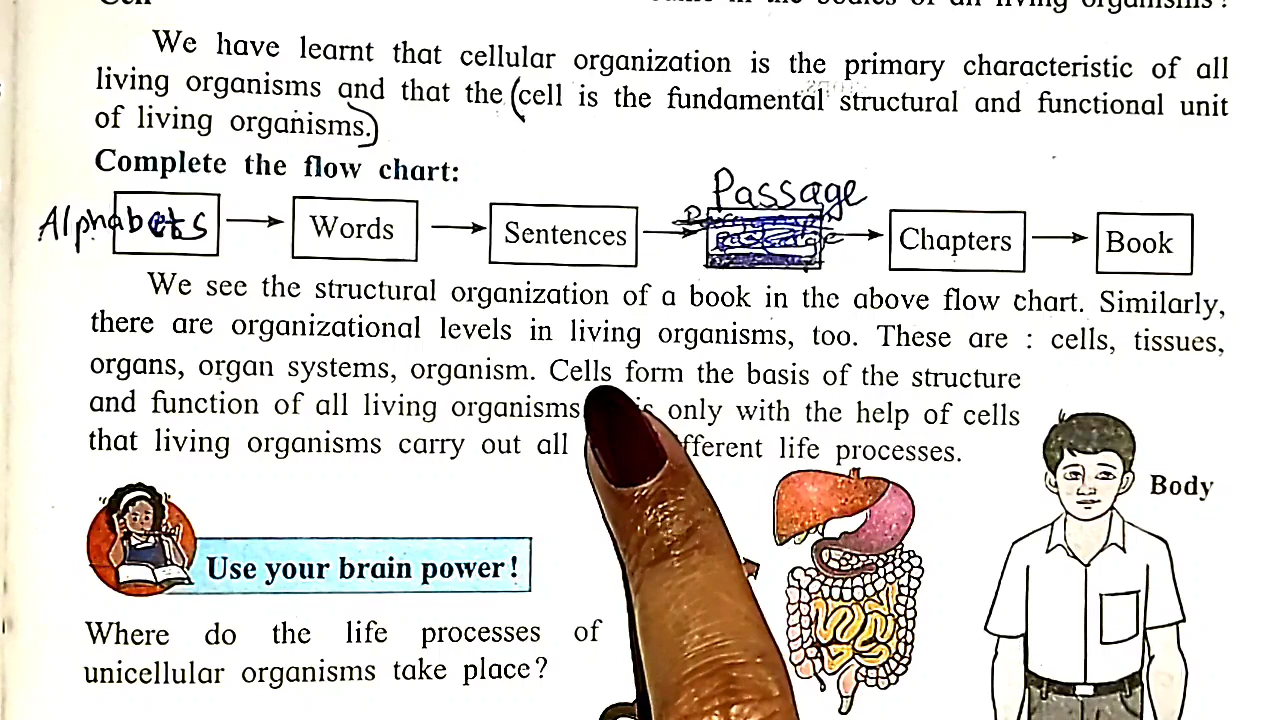 We have learnt that cellular organization is the primary characteristic of all
living organisms and that the (cell is the fundamental structural and functional unit
of living organisms.)
Complete the flow chart:
Passage
Alphabets Words Sentences Chapters Book
We see the structural organization of a book in the above flow chart. Similarly,
there are organizational levels in living organisms, too. These are : cells, tissues,
organs, organ systems, organism. Cells form the basis of the structure
and function of all living organisms only with the help of cells
that living organisms carry out all life processes.
Body
Use your brain power!
Where do the life processes of
unicellular organisms take place?